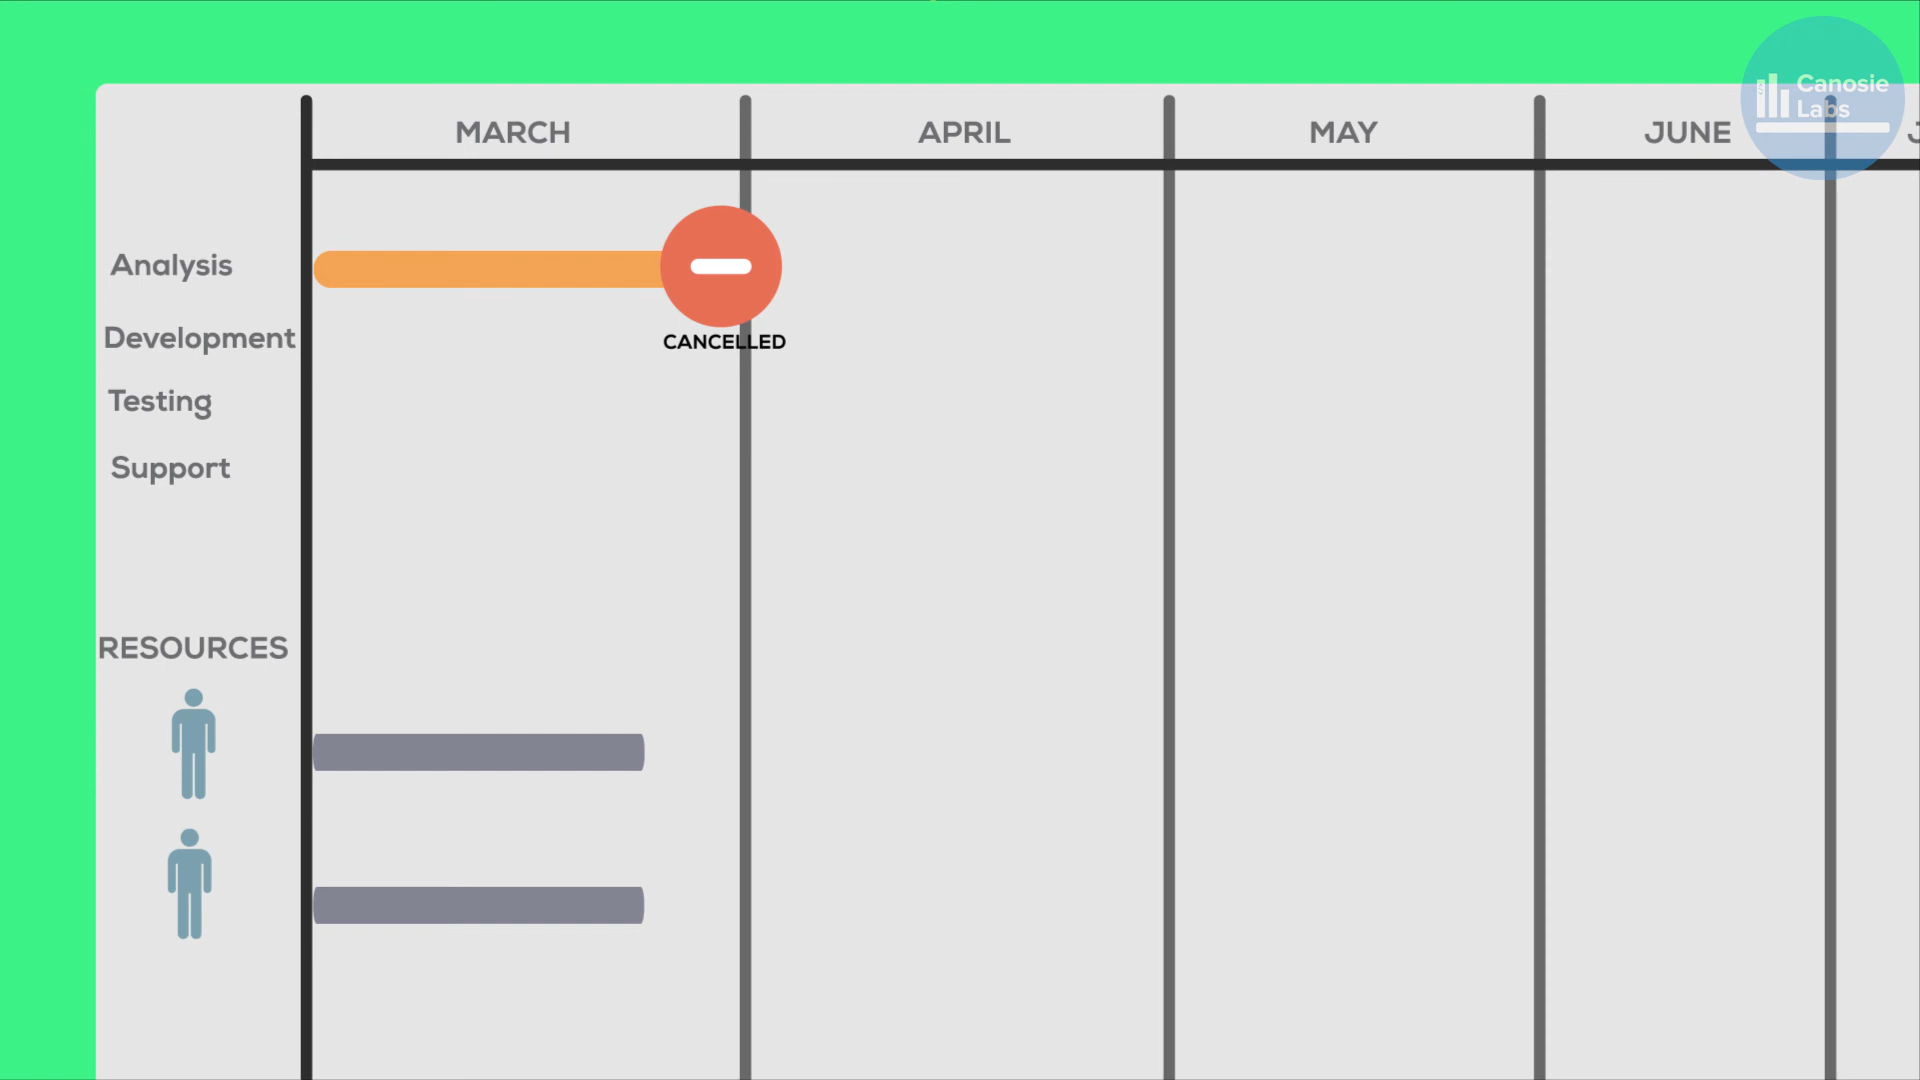 MARCH
APRIL
MAY
JUNE
Canosie
Labs
Analysis
Development
CANCELLED
Testing
Support
RESOURCES